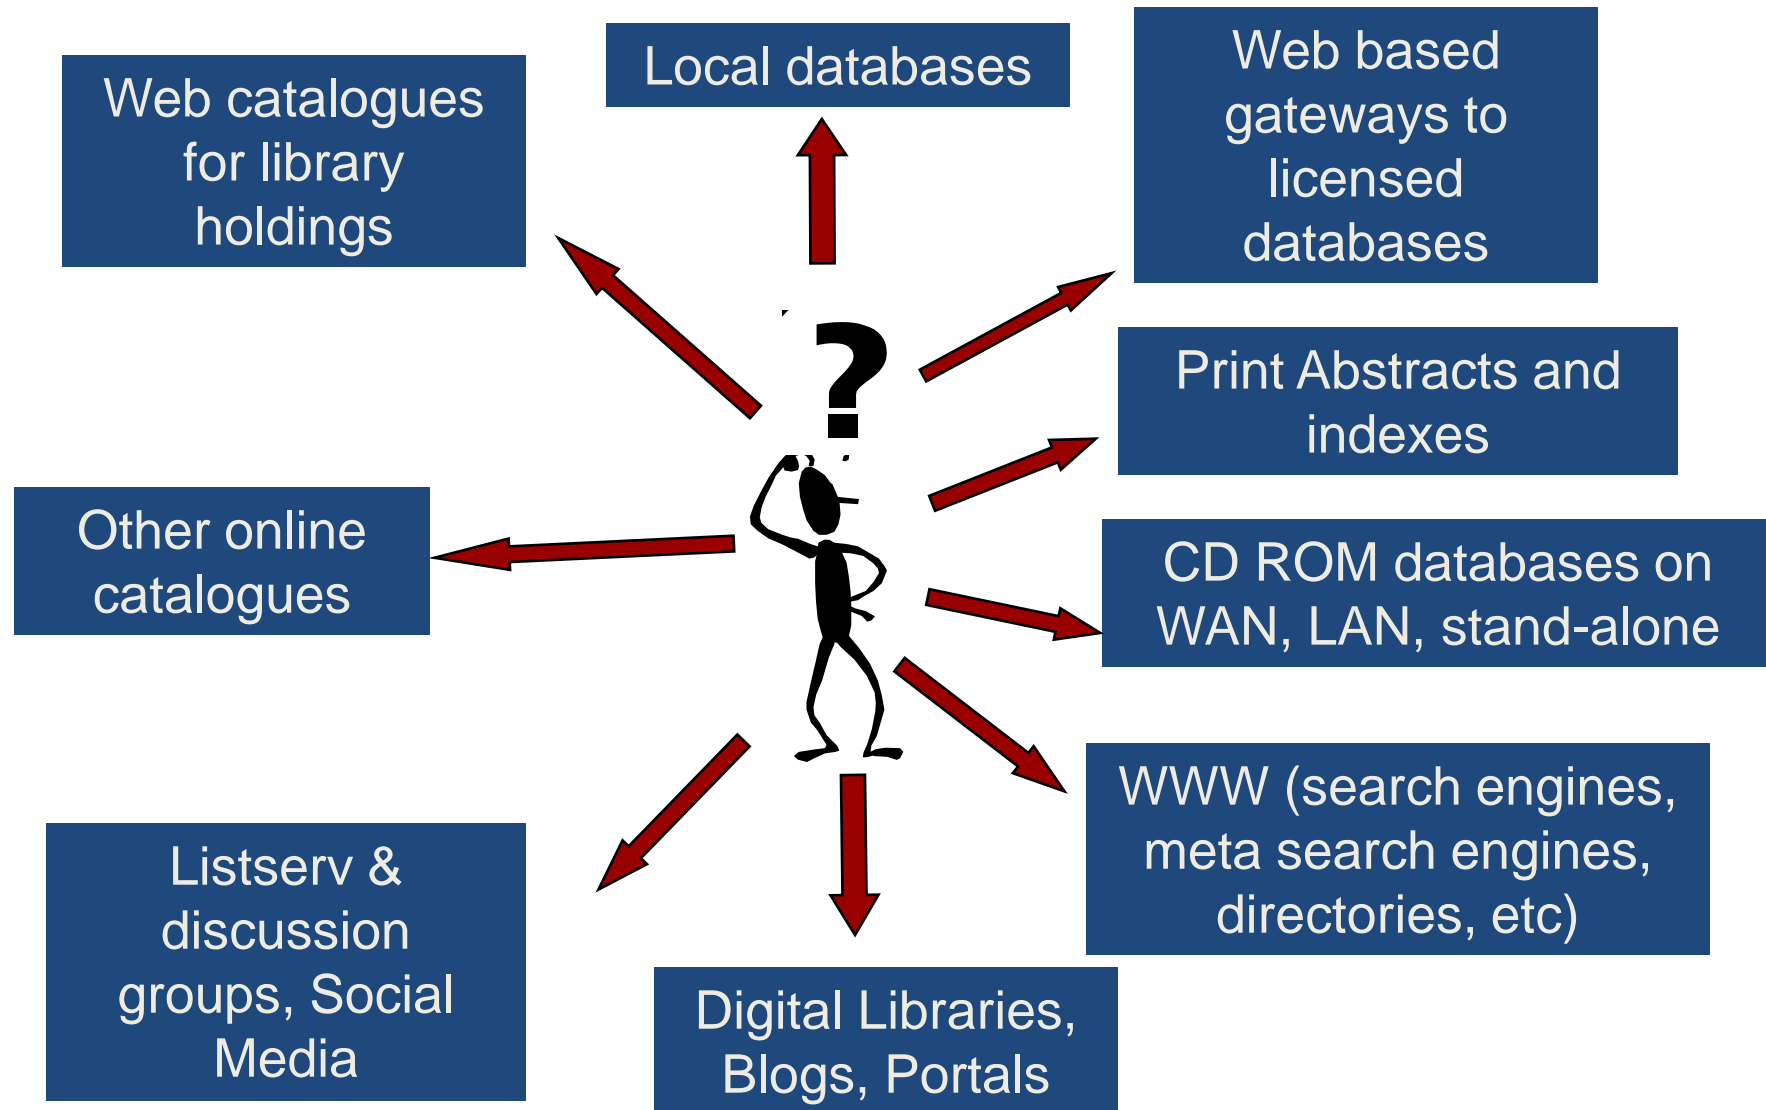 Local databases
Web based
gateways to
licensed
databases
Web catalogues
for library
holdings
?
Print Abstracts and
indexes
Other online
catalogues
CD ROM databases on
WAN, LAN, stand-alone
WWW (search engines,
meta search engines,
directories, etc)
Listserv &
discussion
groups, Social
Media
Digital Libraries,
Blogs, Portals